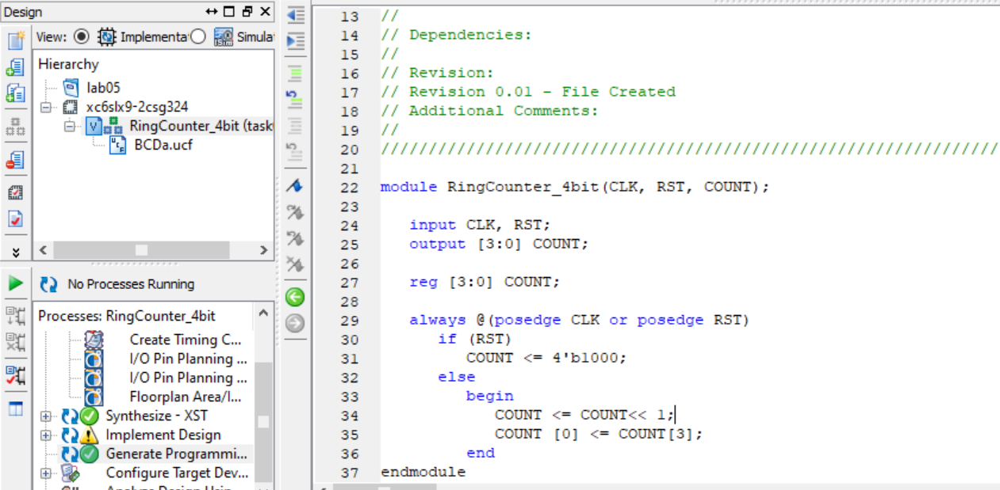 Design
View: Implementa Simulat
Hierarchy
lab05
xc6slx9-2csg324
RingCounter_4bit (task
BCDa.ucf
No Processes Running
Processes: RingCounter_4bit
Create Timing C...
I/O Pin Planning ...
I/O Pin Planning ...
Floorplan Area/I...
Synthesize - XST
Implement Design
Generate Programmi...
Configure Target Dev...
13 //
14 // Dependencies:
15 //
16 // Revision:
17 // Revision 0.01 - File Created
18 // Additional Comments:
19 //
20 /////////////////////////////////////////////////////////////////
21
22 module RingCounter_4bit(CLK, RST, COUNT);
23
24 input CLK, RST;
25 output [3:0] COUNT;
26
27 reg [3:0] COUNT;
28
29 always @(posedge CLK or posedge RST)
30 if (RST)
31 COUNT <= 4'b1000;
32 else
33 begin
34 COUNT <= COUNT<< 1;
35 COUNT [0] <= COUNT[3];
36 end
37 endmodule